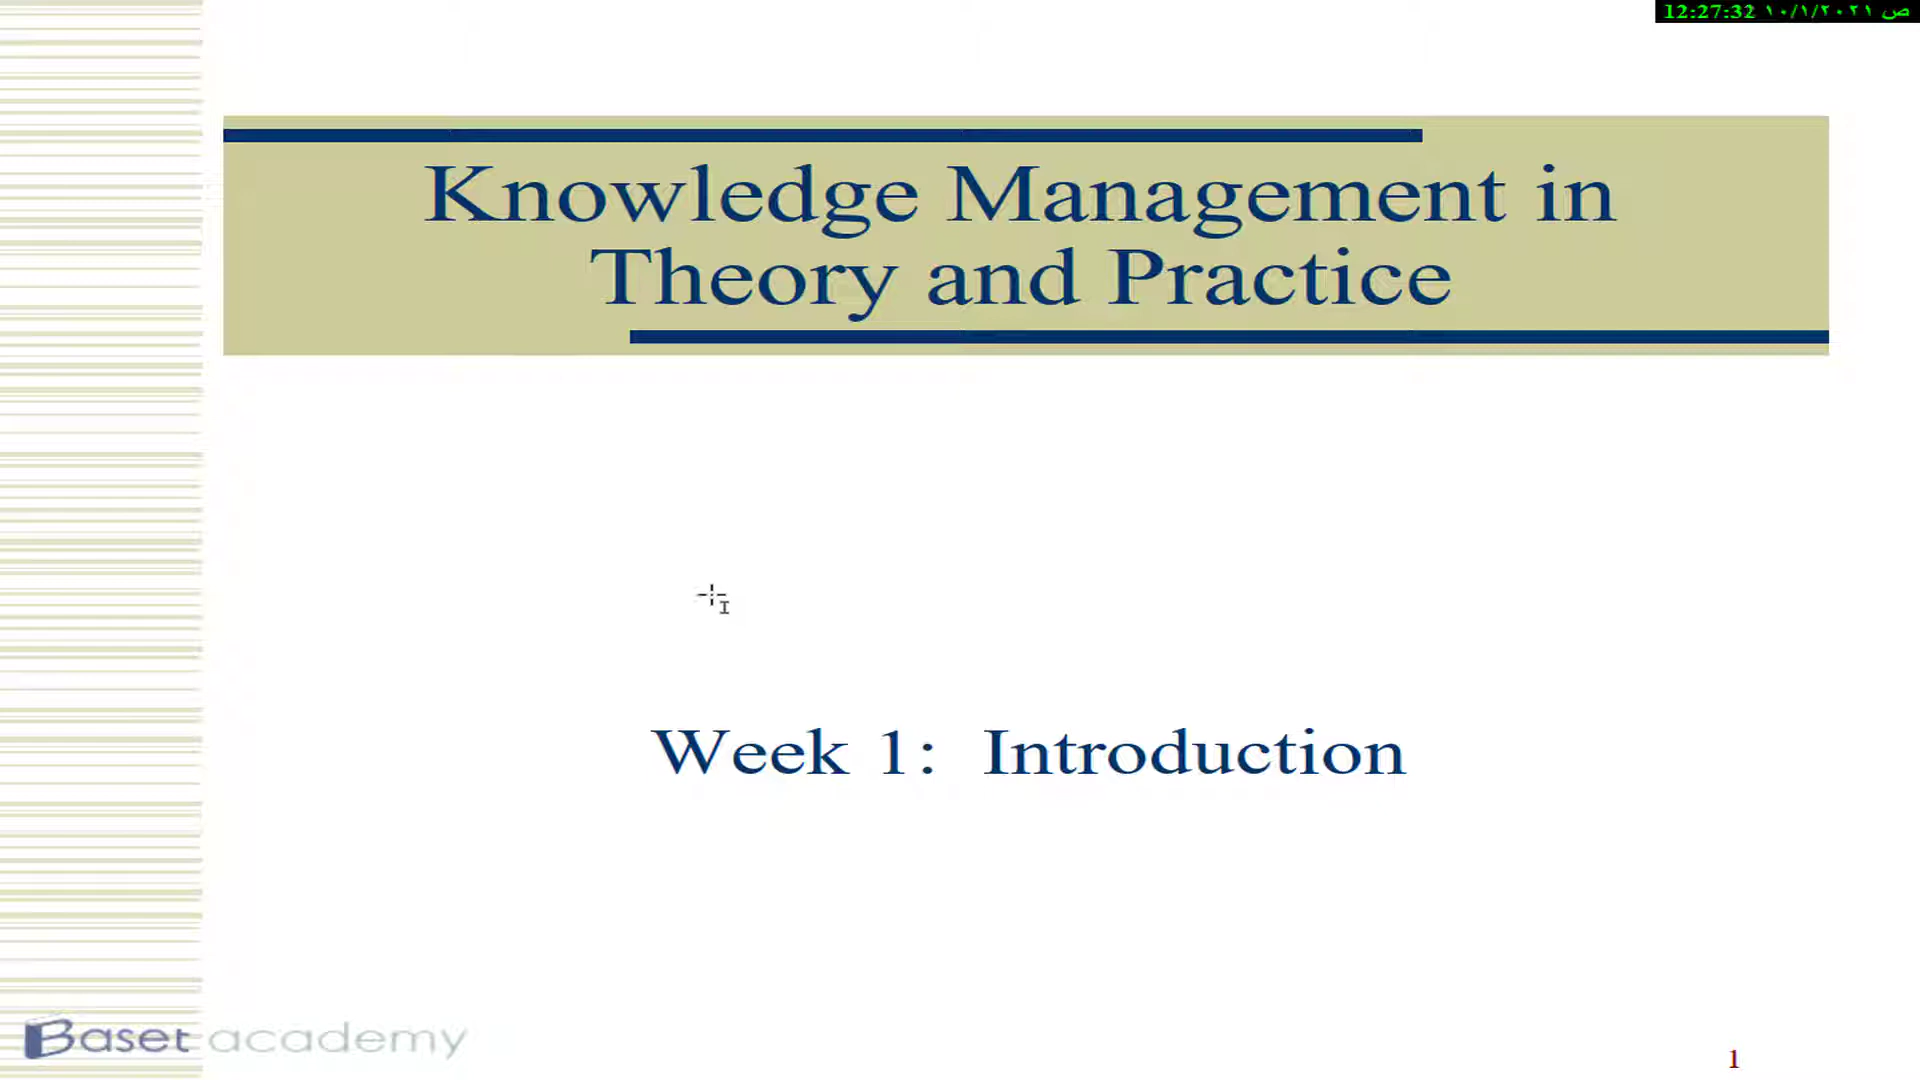 12:27:32 ١٠/١/٢٠٢١ ص
Knowledge Management in
Theory and Practice
Week 1: Introduction
Baset academy
1